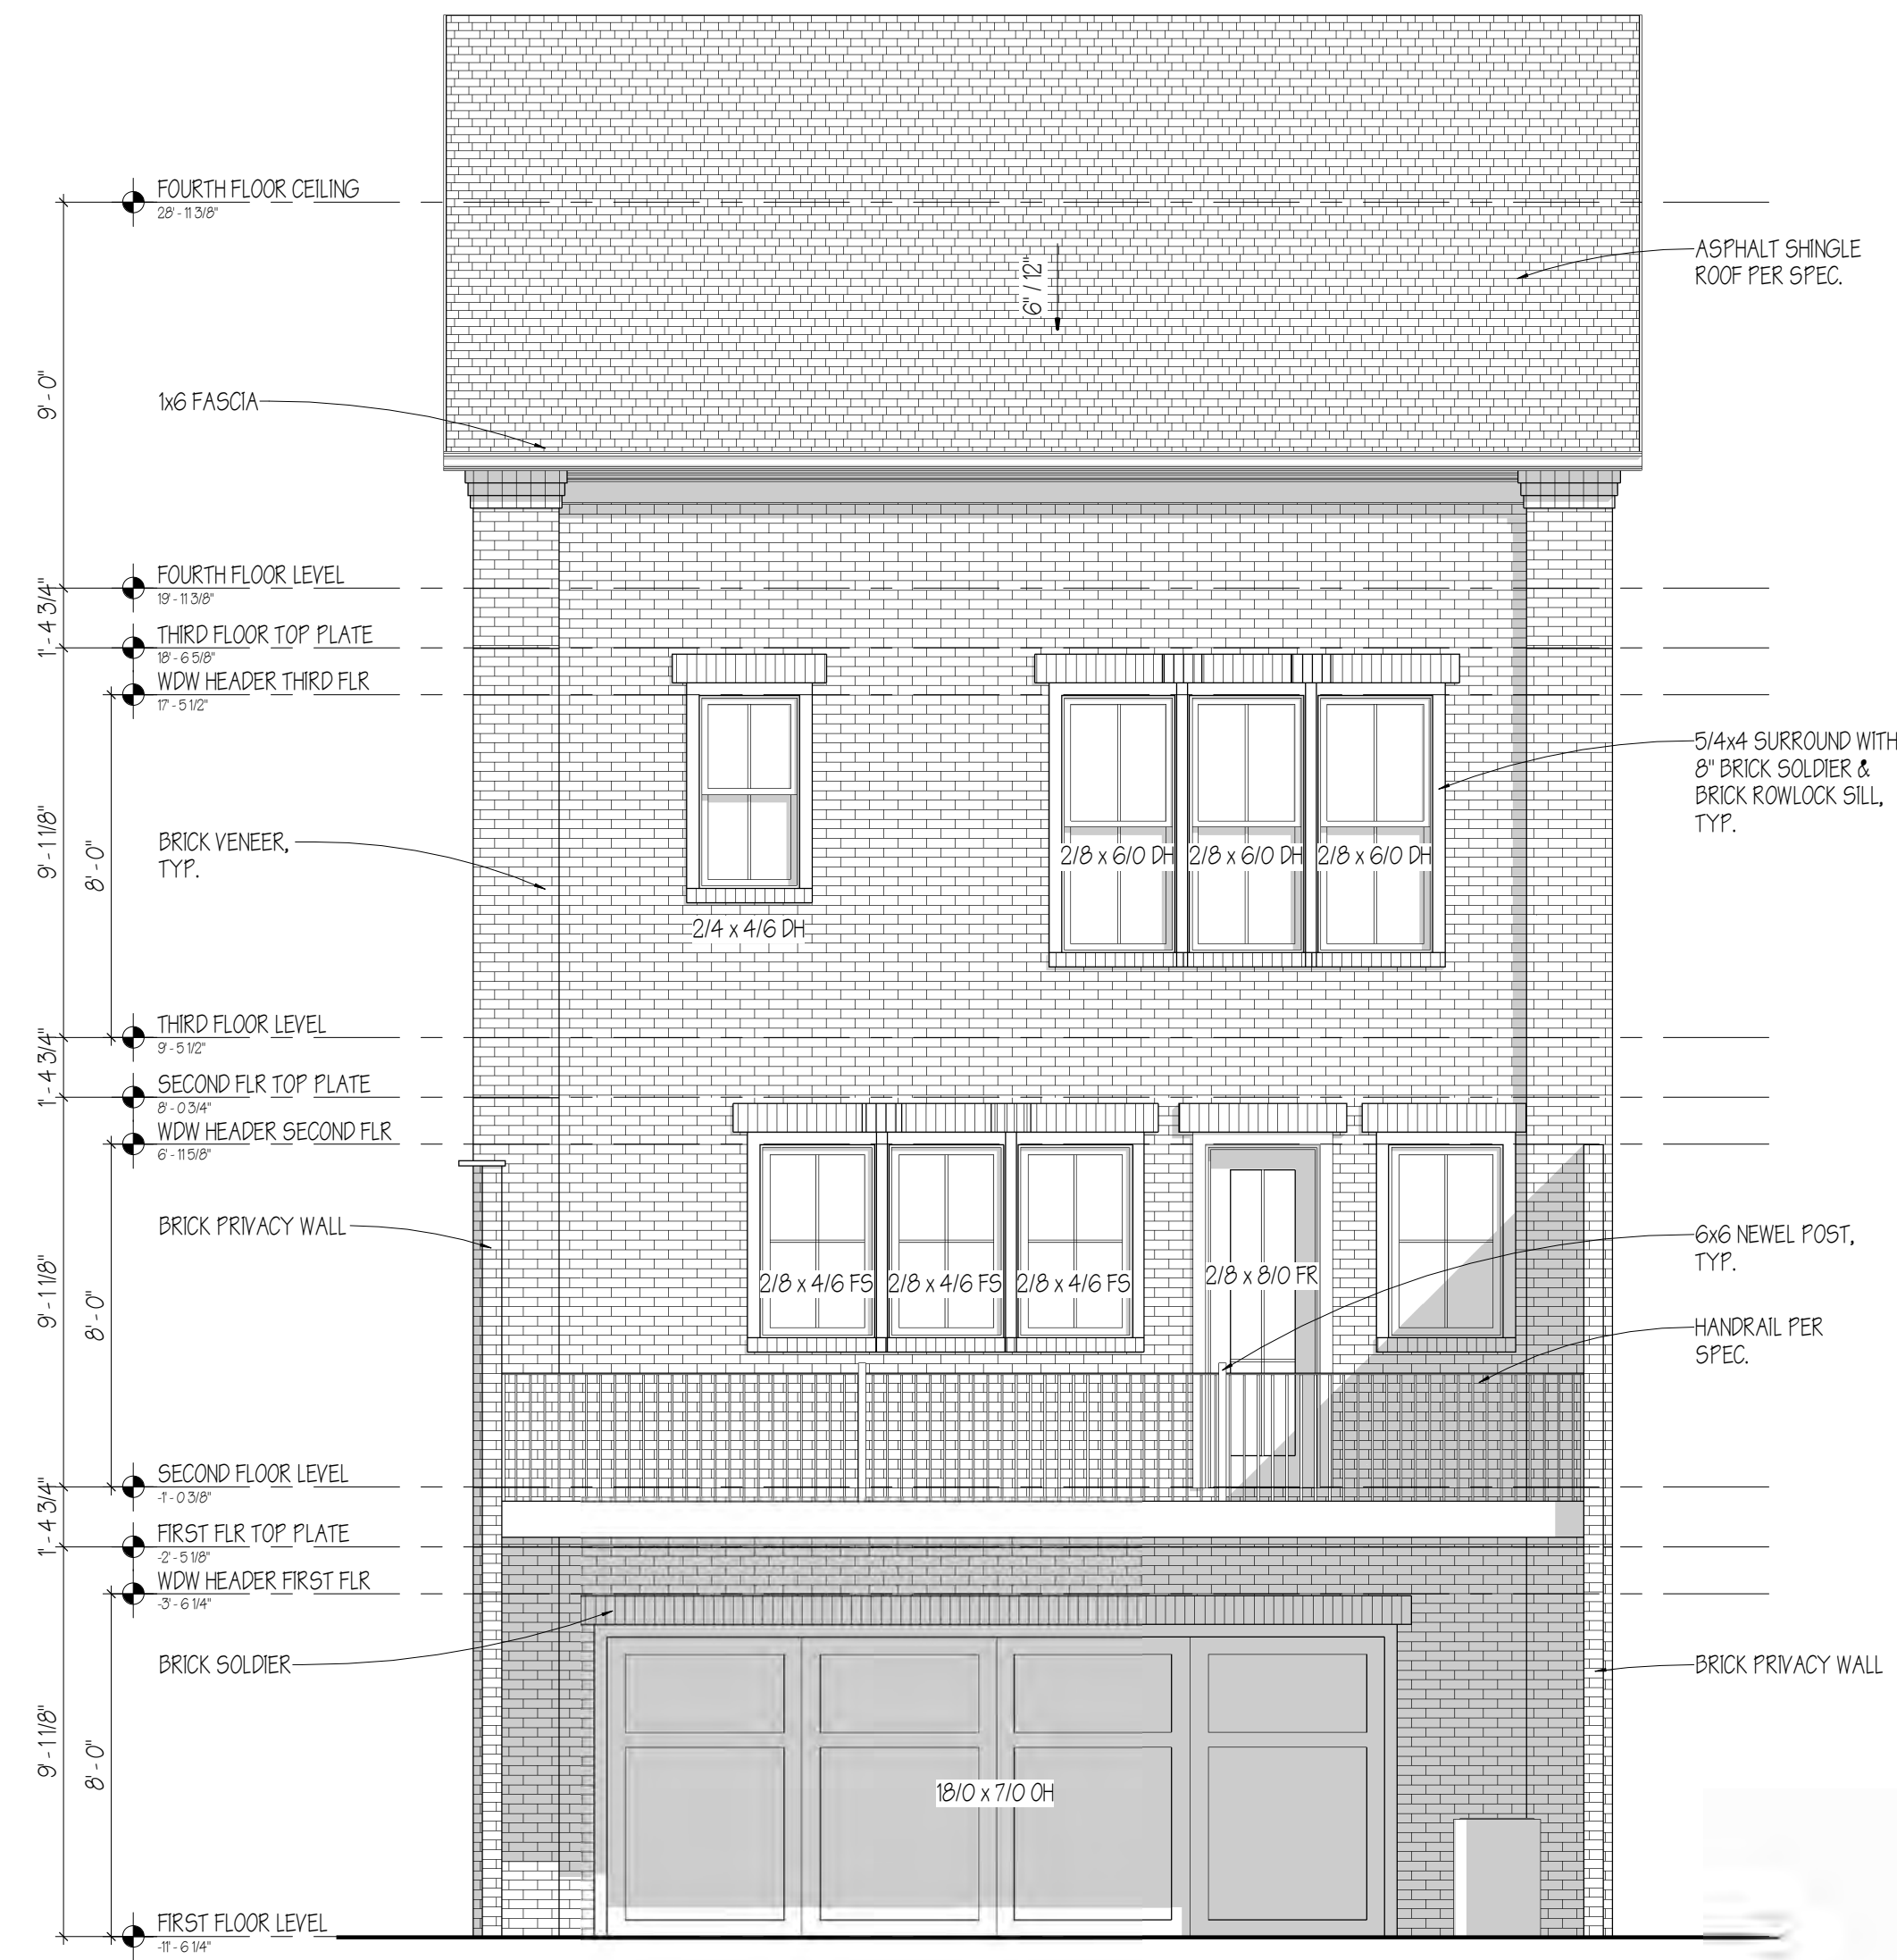 FOURTH FLOOR CEILING
28' - 11 3/8"
ASPHALT SHINGLE
ROOF PER SPEC.
6" / 12"
9' - 0"
1x6 FASCIA
FOURTH FLOOR LEVEL
19' - 11 3/8"
1' - 4 3/4"
THIRD FLOOR TOP PLATE
18' - 6 5/8"
WDW HEADER THIRD FLR
17' - 5 1/2"
5/4x4 SURROUND WITH
8" BRICK SOLDIER &
BRICK ROWLOCK SILL,
TYP.
9' - 1 1/8"
8' - 0"
BRICK VENEER,
TYP.
2/8 x 6/0 DH
2/8 x 6/0 DH
2/8 x 6/0 DH
2/4 x 4/6 DH
THIRD FLOOR LEVEL
9' - 5 1/2"
1' - 4 3/4"
SECOND FLR TOP PLATE
8' - 0 3/4"
WDW HEADER SECOND FLR
6' - 11 5/8"
BRICK PRIVACY WALL
6x6 NEWEL POST,
TYP.
9' - 1 1/8"
8' - 0"
2/8 x 4/6 FS
2/8 x 4/6 FS
2/8 x 4/6 FS
2/8 x 8/0 FR
HANDRAIL PER
SPEC.
SECOND FLOOR LEVEL
-1' - 0 3/8"
1' - 4 3/4"
FIRST FLR TOP PLATE
-2' - 5 1/8"
WDW HEADER FIRST FLR
-3' - 6 1/4"
BRICK SOLDIER
BRICK PRIVACY WALL
9' - 1 1/8"
8' - 0"
18/0 x 7/0 OH
FIRST FLOOR LEVEL
-11' - 6 1/4"